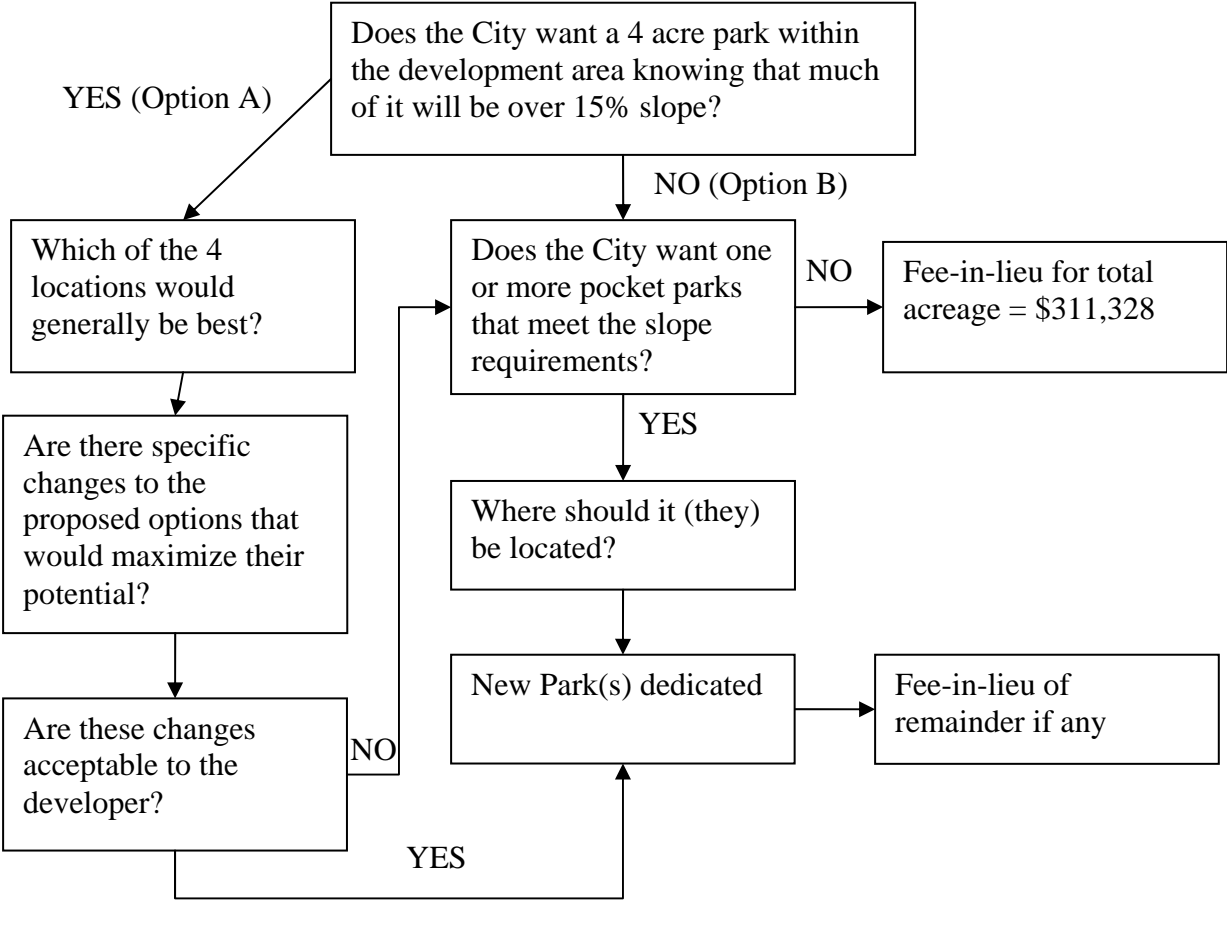 Does the City want a 4 acre park within
the development area knowing that much
of it will be over 15% slope?
YES (Option A)
NO (Option B)
Which of the 4
locations would
generally be best?
Does the City want one
or more pocket parks
that meet the slope
requirements?
NO
Fee-in-lieu for total
acreage = $311,328
Are there specific
changes to the
proposed options that
would maximize their
potential?
YES
Where should it (they)
be located?
Are these changes
acceptable to the
developer?
NO
New Park(s) dedicated
Fee-in-lieu of
remainder if any
YES